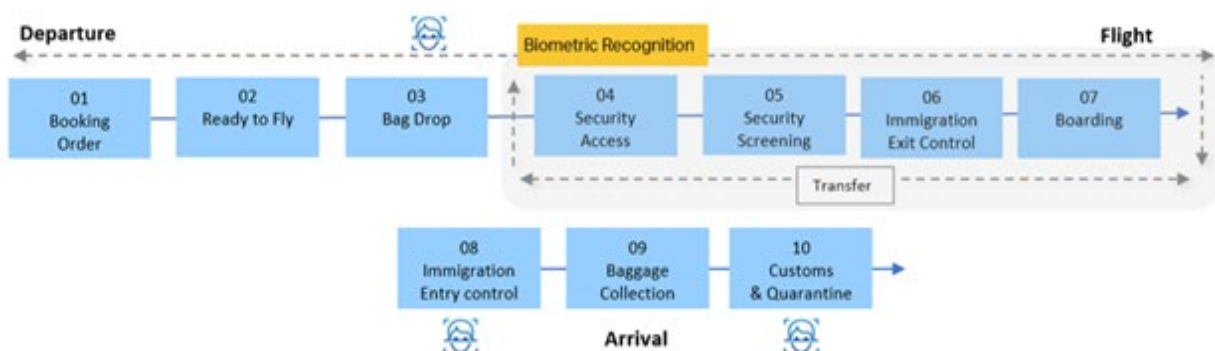 Departure
Biometric Recognition
Flight
01
Booking
Order
02
Ready to Fly
03
Bag Drop
04
Security
Access
05
Security
Screening
06
Immigration
Exit Control
07
Boarding
Transfer
08
Immigration
Entry control
09
Baggage
Collection
10
Customs
& Quarantine
Arrival